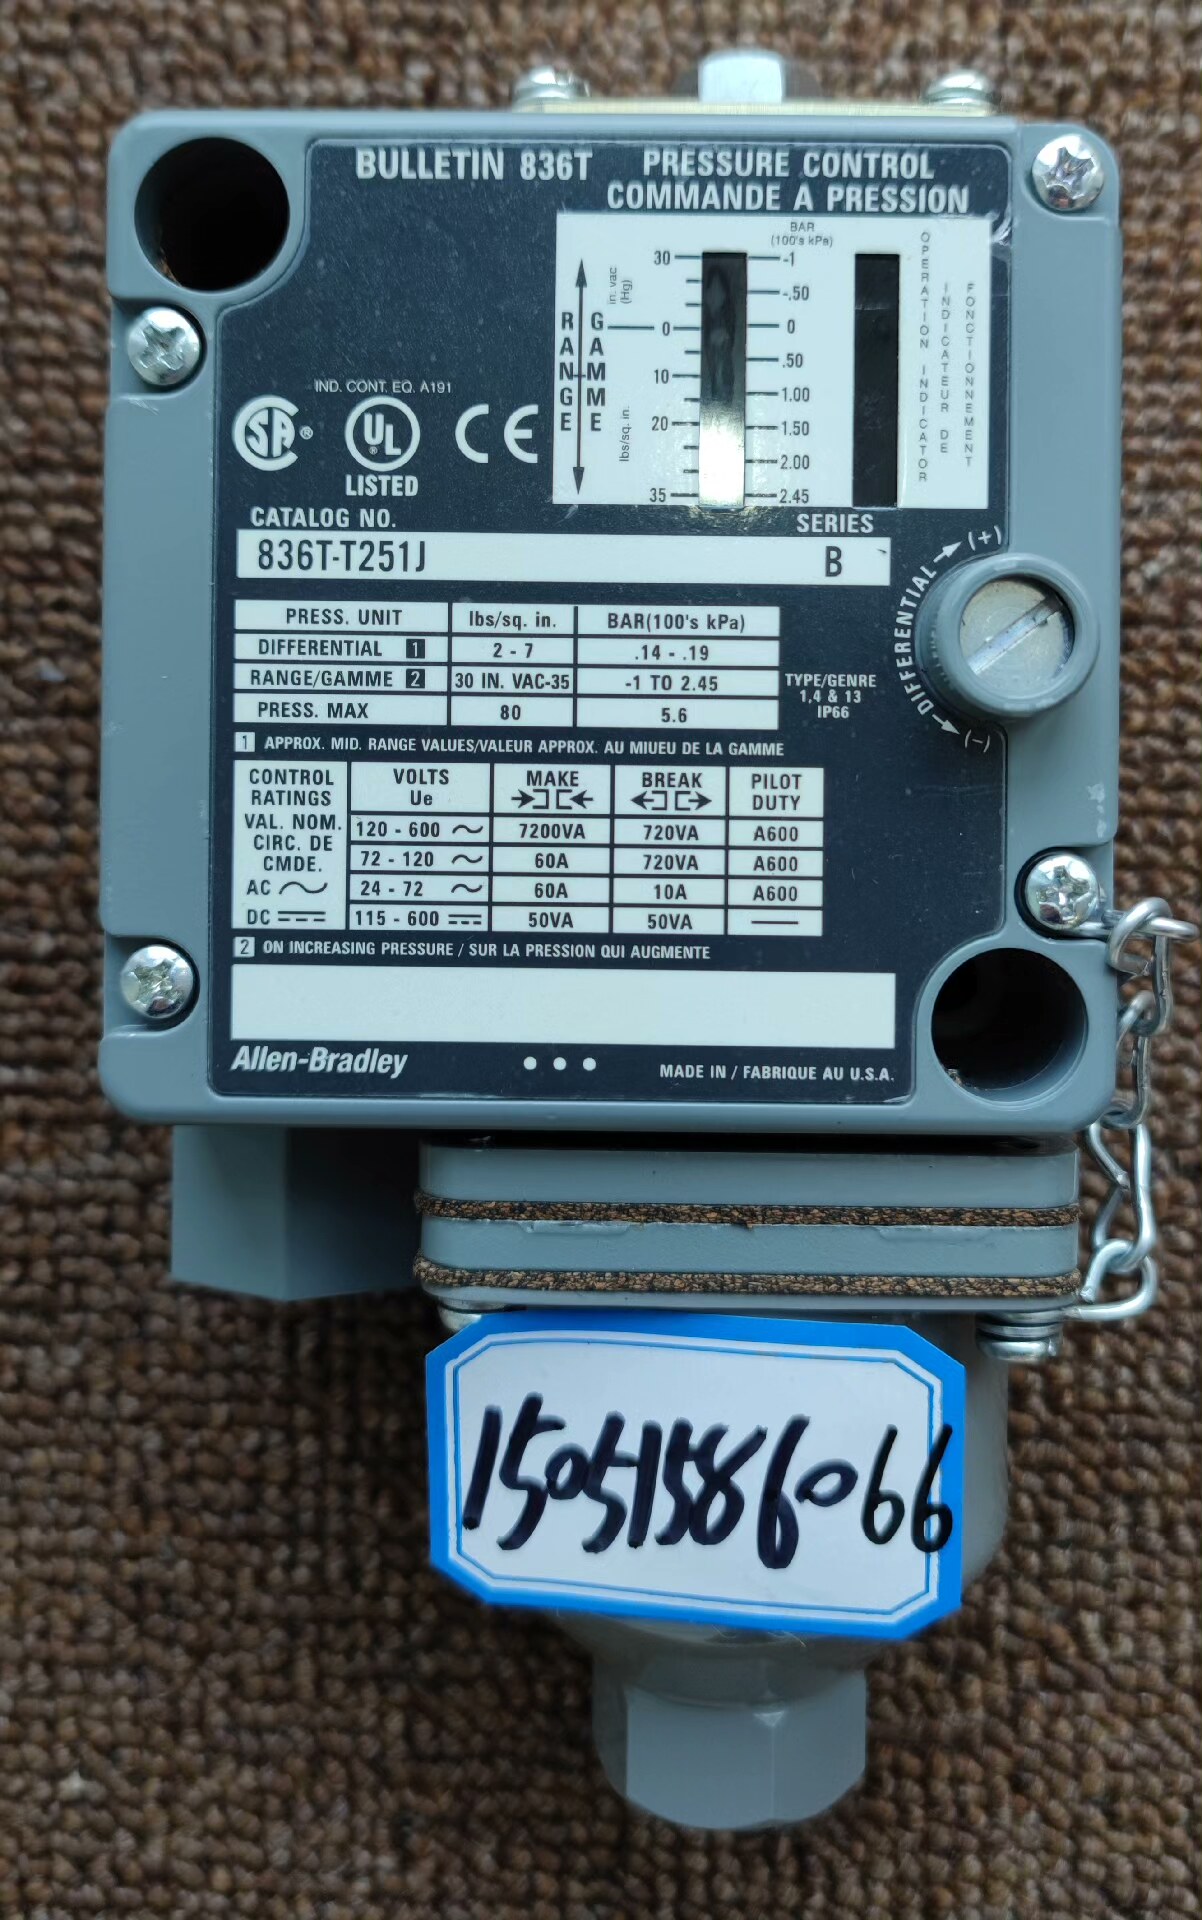 BULLETIN 836T PRESSURE CONTROL
COMMANDE A PRESSION
BAR
(100's kPa)
in. vac
(Hg)
lbs/sq. in.
RANGE
GAMME
30 -1
-.50
0 0
.50
10
1.00
20
1.50
2.00
35 2.45
OPERATION INDICATOR
INDICATEUR DE
FONCTIONNEMENT
IND. CONT. EQ. A191
SA ®
UL ®
CE
LISTED
CATALOG NO. SERIES
836T-T251J B
DIFFERENTIAL
(+)
(-)
PRESS. UNIT lbs/sq. in. BAR(100's kPa)
DIFFERENTIAL 1 2 - 7 .14 - .19
RANGE/GAMME 2 30 IN. VAC-35 -1 TO 2.45
PRESS. MAX 80 5.6
TYPE/GENRE
1,4 & 13
IP66
1 APPROX. MID. RANGE VALUES/VALEUR APPROX. AU MIUEU DE LA GAMME
CONTROL
RATINGS
VAL. NOM.
CIRC. DE
CMDE.
AC
DC
VOLTS
Ue
MAKE
BREAK
PILOT
DUTY
120 - 600 7200VA 720VA A600
72 - 120 60A 720VA A600
24 - 72 60A 10A A600
115 - 600 50VA 50VA
2 ON INCREASING PRESSURE / SUR LA PRESSION QUI AUGMENTE
Allen-Bradley
MADE IN / FABRIQUE AU U.S.A.
15051586066